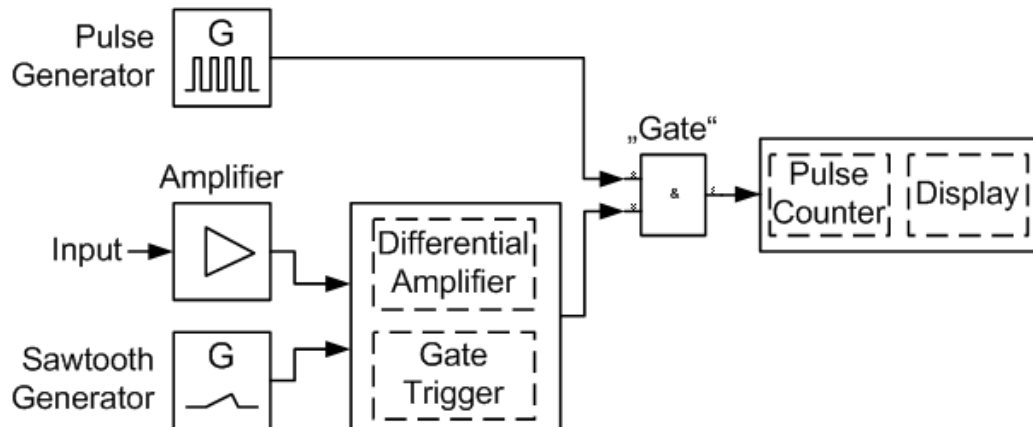 Pulse
Generator
G
„Gate“
&
Pulse
Counter
Display
Amplifier
Input
Differential
Amplifier
Sawtooth
Generator
G
Gate
Trigger